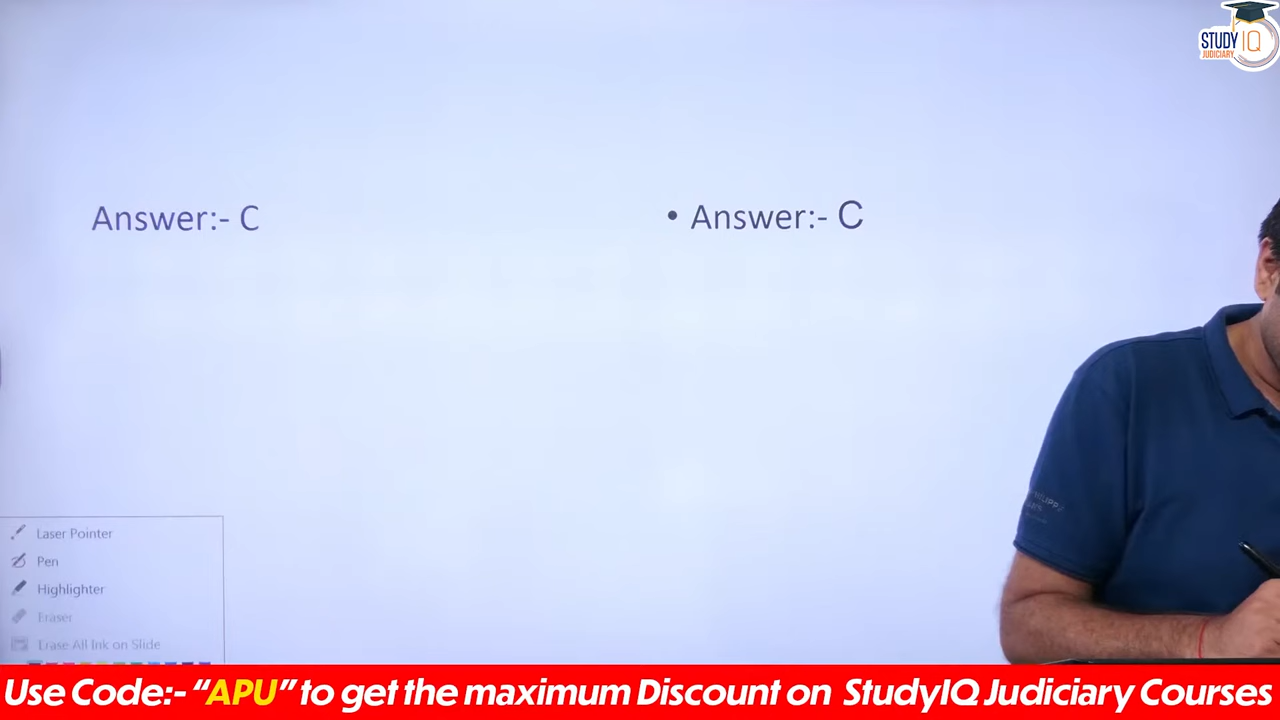 STUDY IQ
JUDICIARY
Answer:- C
• Answer:- C
Laser Pointer
Pen
Highlighter
Eraser
Erase All Ink on Slide
Use Code:- “APU” to get the maximum Discount on StudyIQ Judiciary Courses